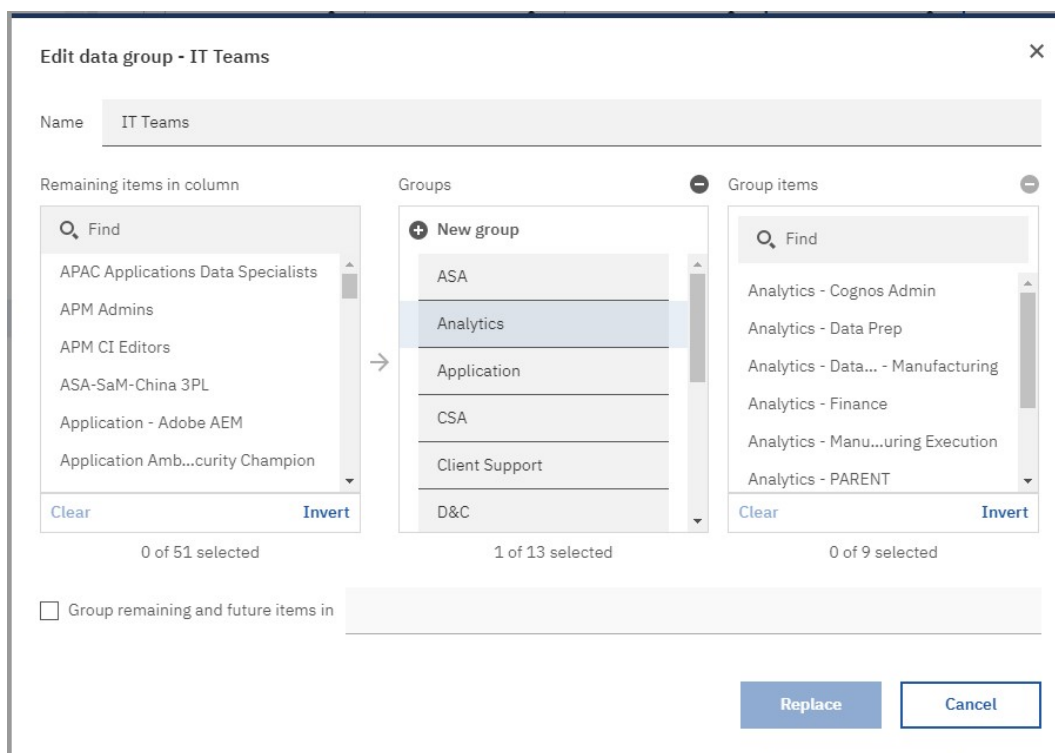 Edit data group - IT Teams
Name IT Teams
Remaining items in column
Find
APAC Applications Data Specialists
APM Admins
APM CI Editors
ASA-SaM-China 3PL
Application - Adobe AEM
Application Amb...curity Champion
Clear Invert
0 of 51 selected
Groups
New group
ASA
Analytics
Application
CSA
Client Support
D&C
1 of 13 selected
Group items
Find
Analytics - Cognos Admin
Analytics - Data Prep
Analytics - Data... - Manufacturing
Analytics - Finance
Analytics - Manu...uring Execution
Analytics - PARENT
Clear Invert
0 of 9 selected
Group remaining and future items in
Replace Cancel